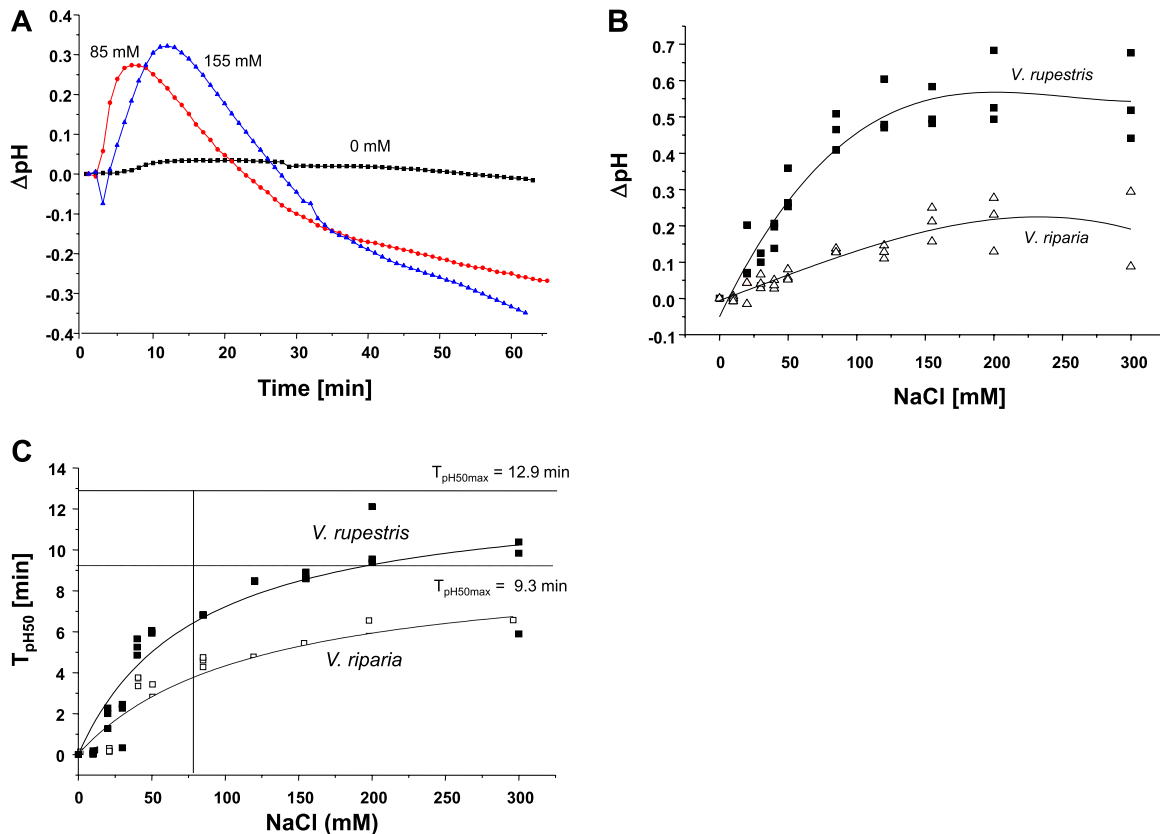 A
0.4
0.3
0.2
0.1
0.0
-0.1
-0.2
-0.3
-0.4
ΔpH
85 mM
155 mM
0 mM
0 10 20 30 40 50 60
Time [min]
B
0.7
0.6
0.5
0.4
0.3
0.2
0.1
0.0
-0.1
ΔpH
V. rupestris
V. riparia
0 50 100 150 200 250 300
NaCl [mM]
C
14
12
10
8
6
4
2
0
TpH50 [min]
TpH50max = 12.9 min
V. rupestris
TpH50max = 9.3 min
V. riparia
0 50 100 150 200 250 300
NaCl (mM)